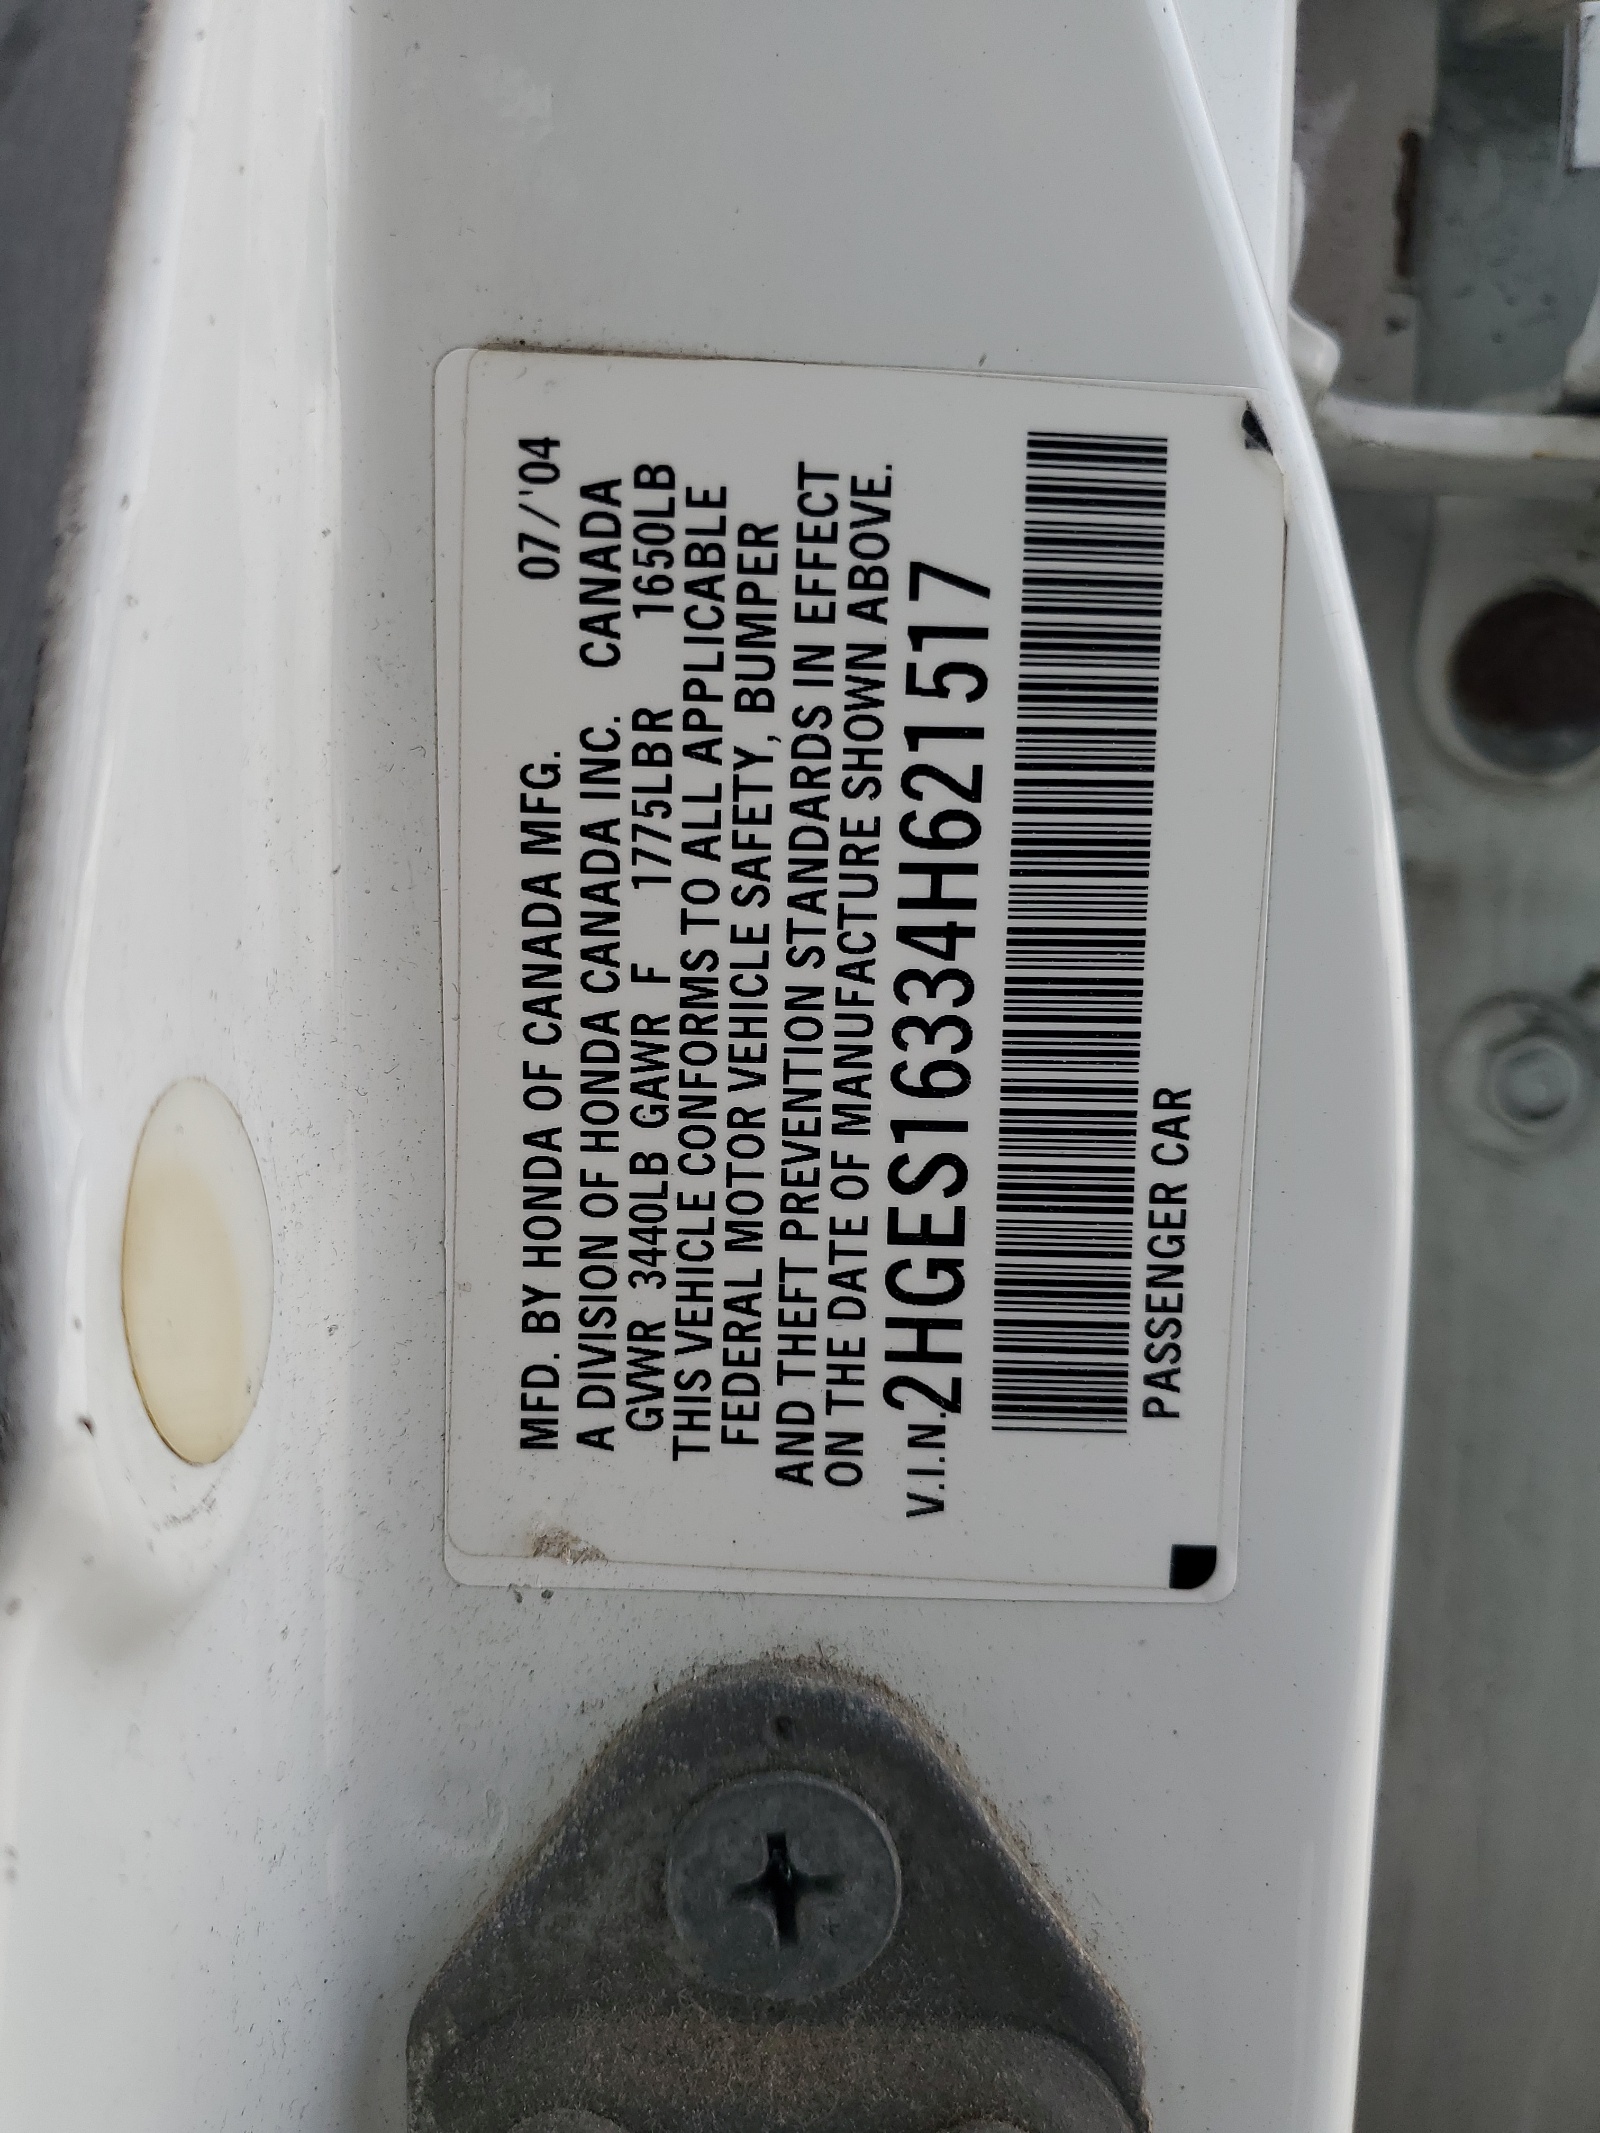 MFD. BY HONDA OF CANADA MFG. 07/'04
A DIVISION OF HONDA CANADA INC. CANADA
GVWR 3440LB GAWR F 1775LBR 1650LB
THIS VEHICLE CONFORMS TO ALL APPLICABLE
FEDERAL MOTOR VEHICLE SAFETY, BUMPER
AND THEFT PREVENTION STANDARDS IN EFFECT
ON THE DATE OF MANUFACTURE SHOWN ABOVE.
V.I.N. 2HGES16334H621517
PASSENGER CAR